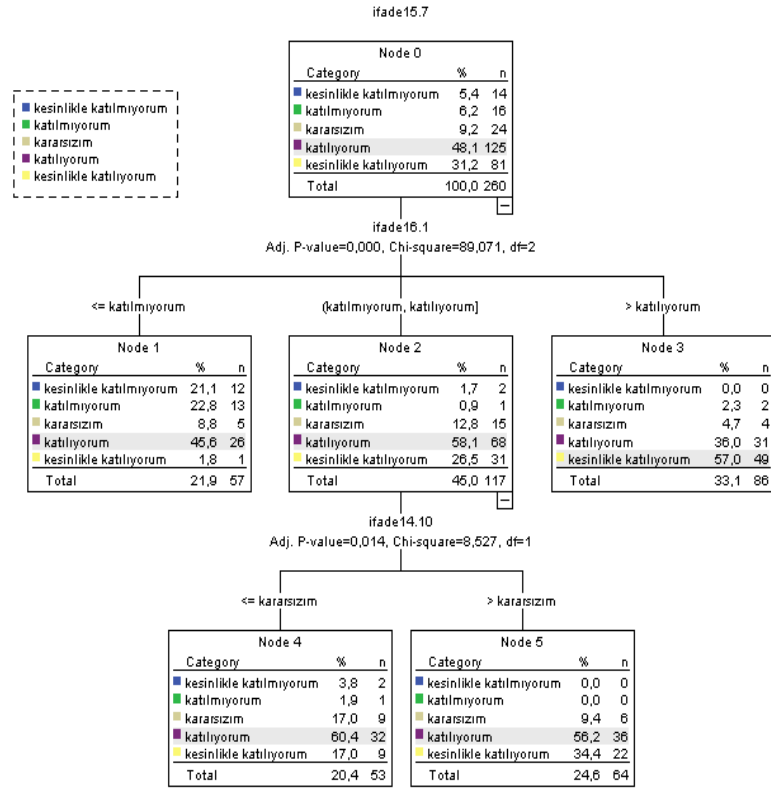 ifade15.7
kesinlikle katılmıyorum
katılmıyorum
kararsızım
katılıyorum
kesinlikle katılıyorum
Node 0
Category % n
kesinlikle katılmıyorum 5,4 14
katılmıyorum 6,2 16
kararsızım 9,2 24
katılıyorum 48,1 125
kesinlikle katılıyorum 31,2 81
Total 100,0 260
ifade16.1
Adj. P-value=0,000, Chi-square=89,071, df=2
<= katılmıyorum
(katılmıyorum, katılıyorum]
> katılıyorum
Node 1
Category % n
kesinlikle katılmıyorum 21,1 12
katılmıyorum 22,8 13
kararsızım 8,8 5
katılıyorum 45,6 26
kesinlikle katılıyorum 1,8 1
Total 21,9 57
Node 2
Category % n
kesinlikle katılmıyorum 1,7 2
katılmıyorum 0,9 1
kararsızım 12,8 15
katılıyorum 58,1 68
kesinlikle katılıyorum 26,5 31
Total 45,0 117
Node 3
Category % n
kesinlikle katılmıyorum 0,0 0
katılmıyorum 2,3 2
kararsızım 4,7 4
katılıyorum 36,0 31
kesinlikle katılıyorum 57,0 49
Total 33,1 86
ifade14.10
Adj. P-value=0,014, Chi-square=8,527, df=1
<= kararsızım
> kararsızım
Node 4
Category % n
kesinlikle katılmıyorum 3,8 2
katılmıyorum 1,9 1
kararsızım 17,0 9
katılıyorum 60,4 32
kesinlikle katılıyorum 17,0 9
Total 20,4 53
Node 5
Category % n
kesinlikle katılmıyorum 0,0 0
katılmıyorum 0,0 0
kararsızım 9,4 6
katılıyorum 56,2 36
kesinlikle katılıyorum 34,4 22
Total 24,6 64